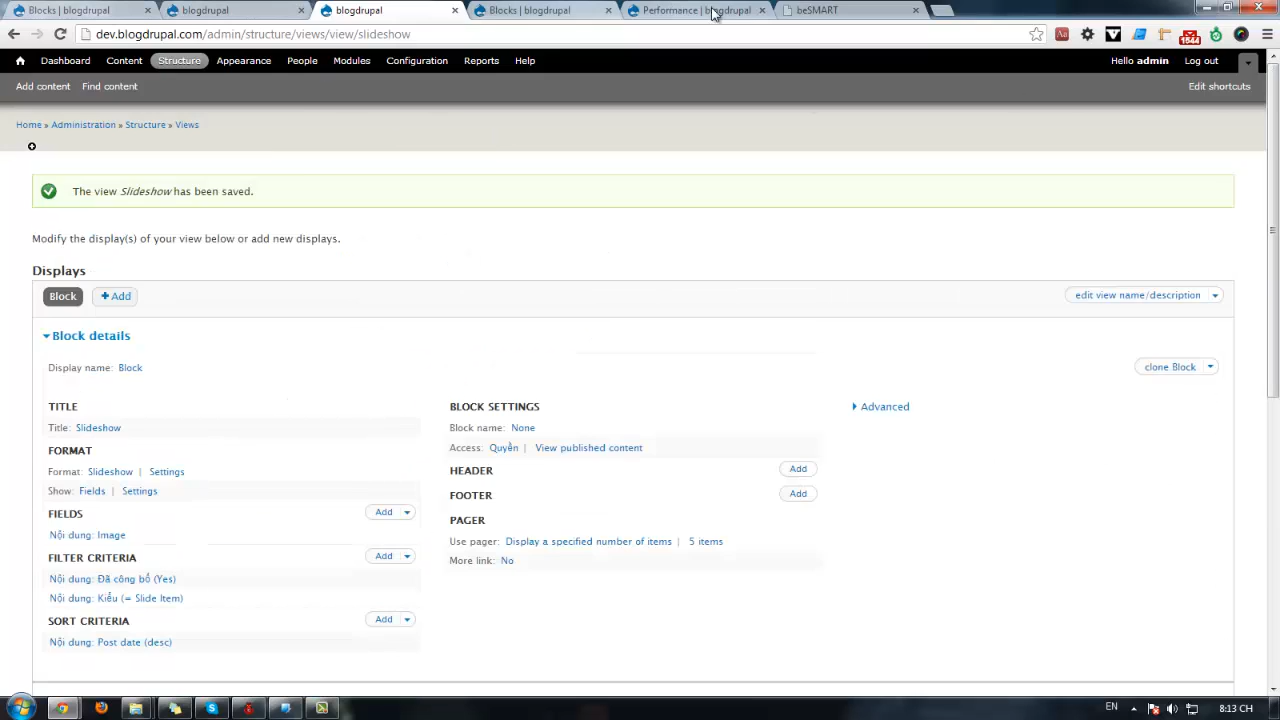 Blocks | blogdrupal
blogdrupal
blogdrupal
Blocks | blogdrupal
Performance | blogdrupal
beSMART
dev.blogdrupal.com/admin/structure/views/view/slideshow
1544
Dashboard Content Structure Appearance People Modules Configuration Reports Help
Hello admin Log out
Add content Find content
Edit shortcuts
Home » Administration » Structure » Views
The view Slideshow has been saved.
Modify the display(s) of your view below or add new displays.
Displays
Block
Add
edit view name/description
Block details
Display name: Block
clone Block
TITLE
Title: Slideshow
FORMAT
Format: Slideshow | Settings
Show: Fields | Settings
FIELDS
Add
Nội dung: Image
FILTER CRITERIA
Add
Nội dung: Đã công bố (Yes)
Nội dung: Kiểu (= Slide Item)
SORT CRITERIA
Add
Nội dung: Post date (desc)
BLOCK SETTINGS
Block name: None
Access: Quyền | View published content
HEADER
Add
FOOTER
Add
PAGER
Use pager: Display a specified number of items | 5 items
More link: No
Advanced
EN
8:13 CH